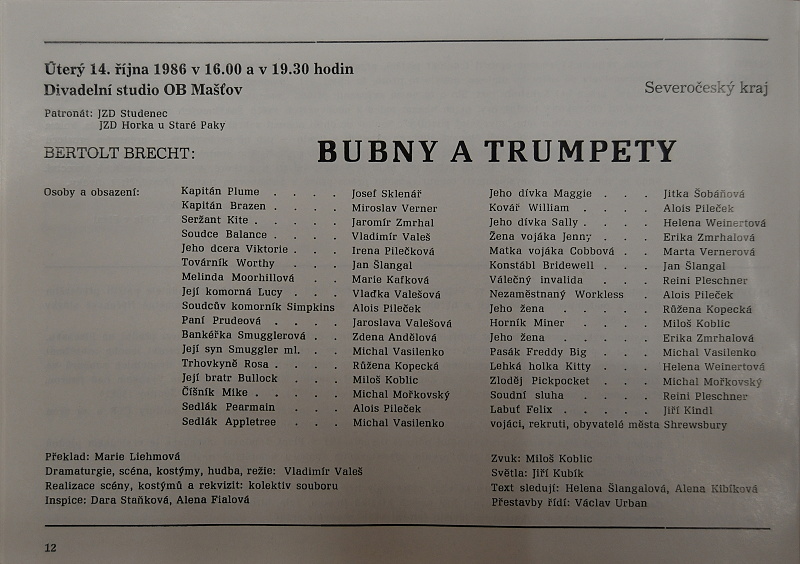 Úterý 14. října 1986 v 16.00 a v 19.30 hodin
Divadelní studio OB Mašťov
Severočeský kraj
Patronát: JZD Studenec
JZD Horka u Staré Paky
BERTOLT BRECHT: BUBNY A TRUMPETY
Osoby a obsazení:
Kapitán Plume . . . . Josef Sklenář
Kapitán Brazen . . . . Miroslav Verner
Seržant Kite . . . . . Jaromír Zmrhal
Soudce Balance . . . . Vladimír Valeš
Jeho dcera Viktorie . . . Irena Pilečková
Továrník Worthy . . . Jan Šlangal
Melinda Moorhillová . . Marie Kafková
Její komorná Lucy . . . Vlaďka Valešová
Soudcův komorník Simpkins Alois Pileček
Paní Prudeová . . . . Jaroslava Valešová
Bankářka Smugglerová . . Zdena Andělová
Její syn Smuggler ml. . . Michal Vasilenko
Trhovkyně Rosa . . . . Růžena Kopecká
Její bratr Bullock . . . Miloš Koblic
Číšník Mike . . . . . Michal Mořkovský
Sedlák Pearmain . . . Alois Pileček
Sedlák Appletree . . . Michal Vasilenko
Jeho dívka Maggie . . . Jitka Šobáňová
Kovář William . . . . Alois Pileček
Jeho dívka Sally . . . . Helena Weinertová
Žena vojáka Jenny . . . Erika Zmrhalová
Matka vojáka Cobbová . . Marta Vernerová
Konstábl Bridewell . . . Jan Šlangal
Válečný invalida . . . Reini Pleschner
Nezaměstnaný Workless . Alois Pileček
Jeho žena . . . . . Růžena Kopecká
Horník Miner . . . . Miloš Koblic
Jeho žena . . . . . Erika Zmrhalová
Pasák Freddy Big . . . Michal Vasilenko
Lehká holka Kitty . . . Helena Weinertová
Zloděj Pickpocket . . . Michal Mořkovský
Soudní sluha . . . . Reini Pleschner
Labuť Felix . . . . . Jiří Kindl
vojáci, rekruti, obyvatelé města Shrewsbury
Překlad: Marie Liehmová
Dramaturgie, scéna, kostýmy, hudba, režie: Vladimír Valeš
Realizace scény, kostýmů a rekvizit: kolektiv souboru
Inspice: Dara Staňková, Alena Fialová
Zvuk: Miloš Koblic
Světla: Jiří Kubík
Text sledují: Helena Šlangalová, Alena Kibíková
Přestavby řídí: Václav Urban
12